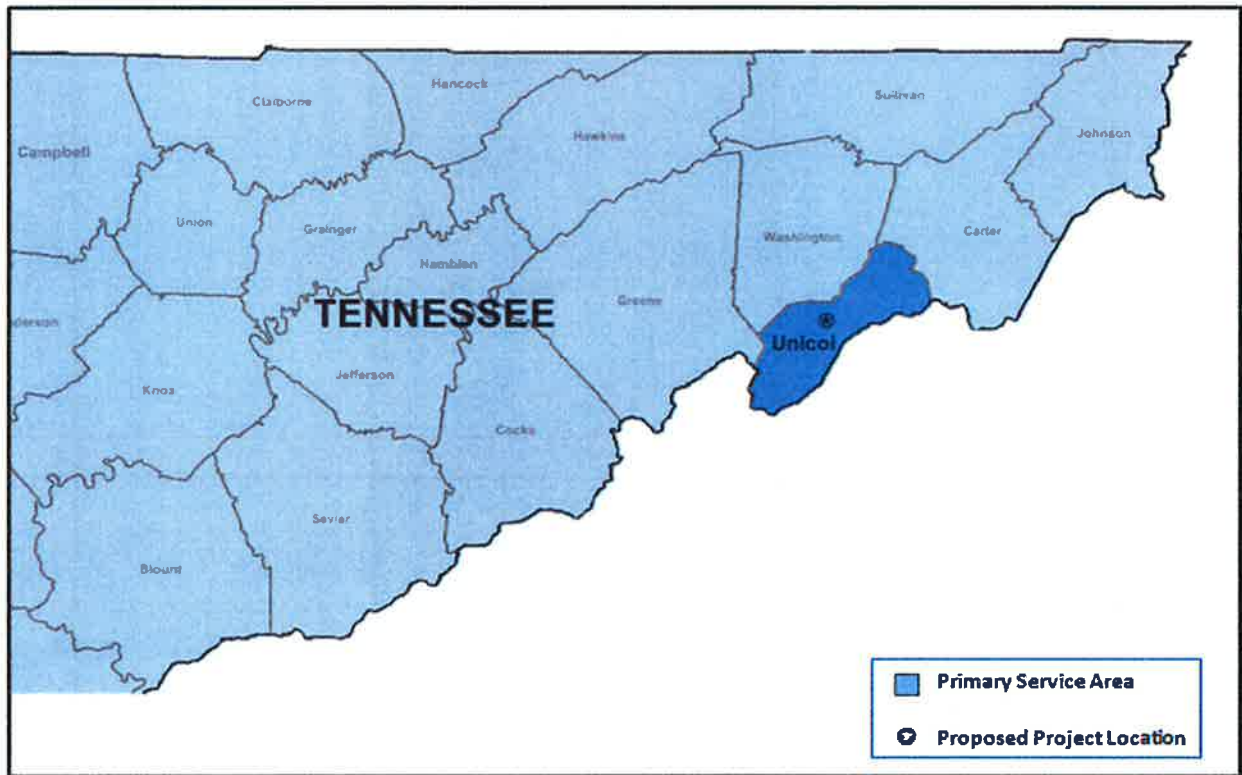 Claiborne
Hancock
Sullivan
Hawkins
Johnson
Campbell
Union
Grainger
Washington
Carter
Hamblen
Greene
TENNESSEE
Unicoi
derson
Knox
Jefferson
Cocke
Sevier
Blount
Primary Service Area
Proposed Project Location